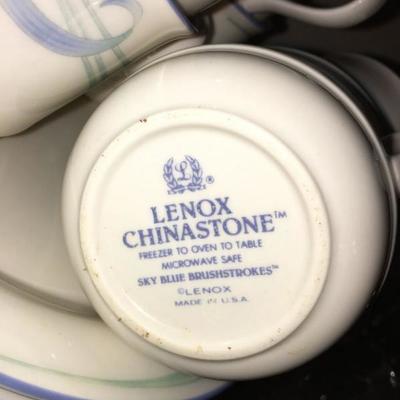 L ®
LENOX
CHINASTONE™
FREEZER TO OVEN TO TABLE
MICROWAVE SAFE
SKY BLUE BRUSHSTROKES™
©LENOX
MADE IN U.S.A.